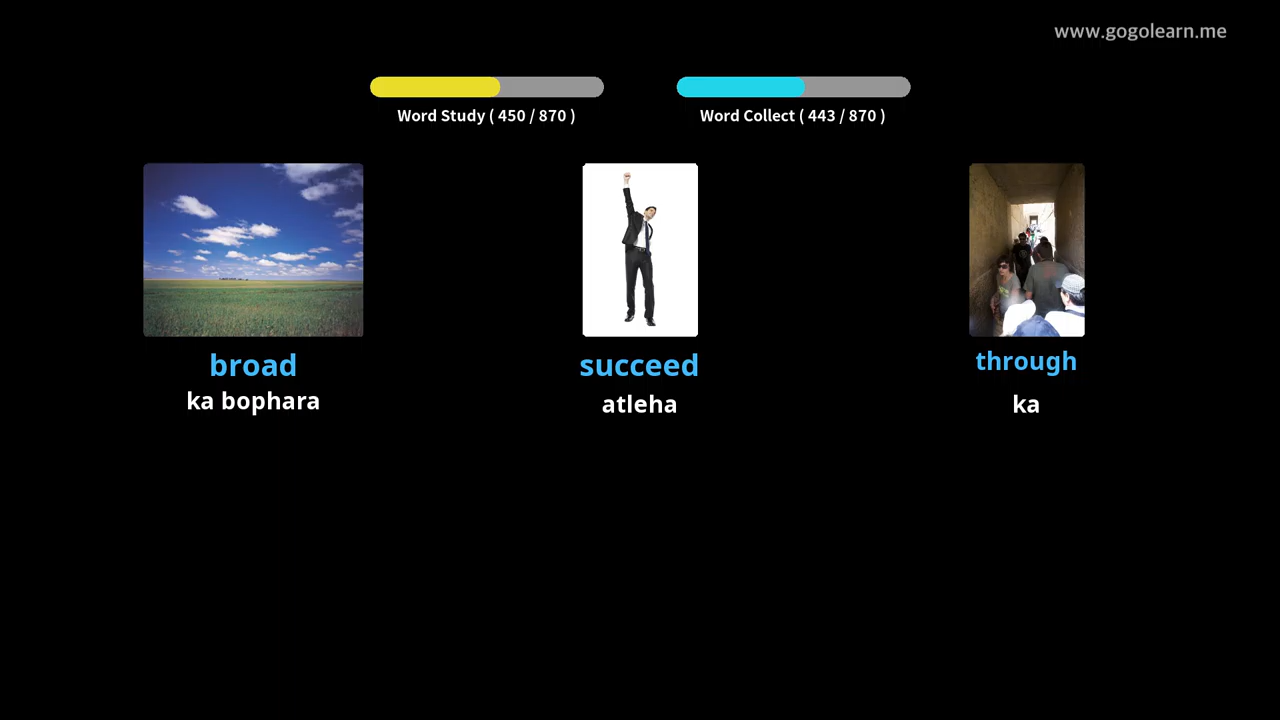 www.gogolearn.me
Word Study ( 450 / 870 )
Word Collect ( 443 / 870 )
broad
ka bophara
succeed
atleha
through
ka